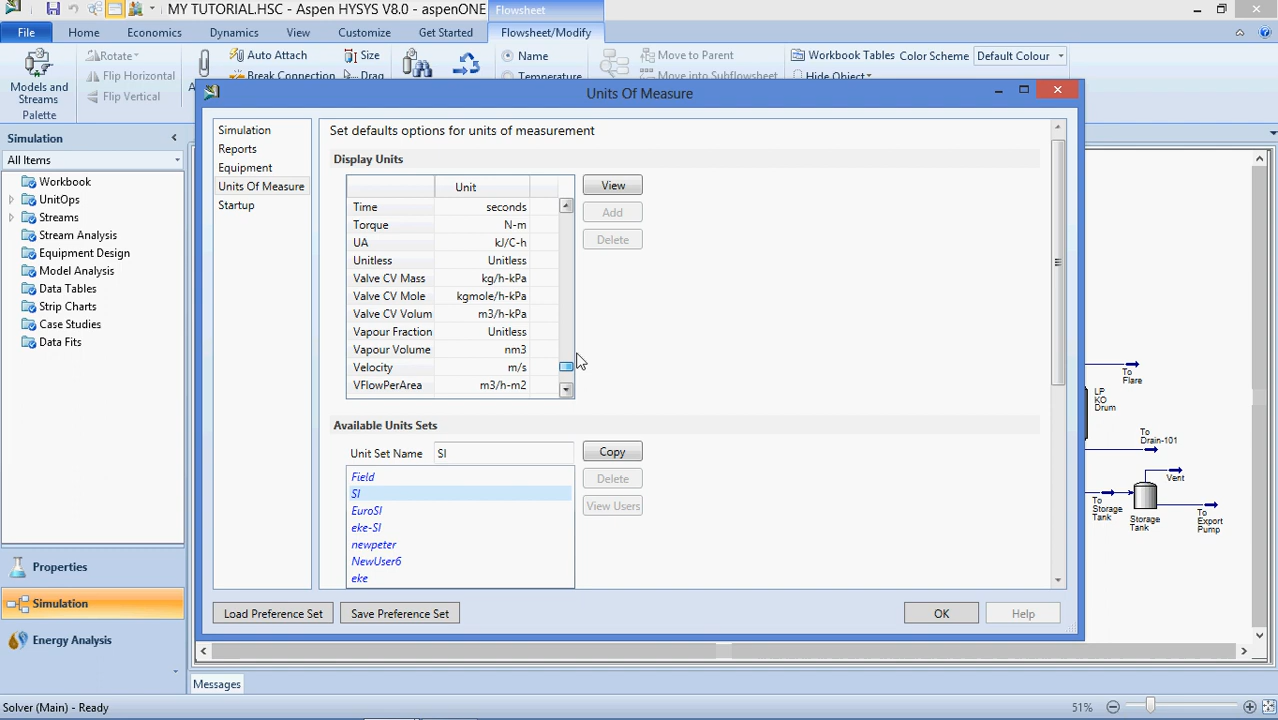 MY TUTORIAL.HSC - Aspen HYSYS V8.0 - aspenONE
Flowsheet
File
Home
Economics
Dynamics
View
Customize
Get Started
Flowsheet/Modify
Models and
Streams
Palette
Rotate
Flip Horizontal
Flip Vertical
Auto Attach
Break Connection
Size
Drag
Name
Temperature
Move to Parent
Move into Subflowsheet
Workbook Tables
Hide Object
Color Scheme
Default Colour
Simulation
All Items
Workbook
UnitOps
Streams
Stream Analysis
Equipment Design
Model Analysis
Data Tables
Strip Charts
Case Studies
Data Fits
Properties
Simulation
Energy Analysis
Units Of Measure
Simulation
Reports
Equipment
Units Of Measure
Startup
Set defaults options for units of measurement
Display Units
Unit
Time seconds
Torque N-m
UA kJ/C-h
Unitless Unitless
Valve CV Mass kg/h-kPa
Valve CV Mole kgmole/h-kPa
Valve CV Volum m3/h-kPa
Vapour Fraction Unitless
Vapour Volume nm3
Velocity m/s
VFlowPerArea m3/h-m2
View
Add
Delete
Available Units Sets
Unit Set Name SI
Field
SI
EuroSI
eke-SI
newpeter
NewUser6
eke
Copy
Delete
View Users
Load Preference Set
Save Preference Set
OK
Help
To
Flare
LP
KO
Drum
To
Drain-101
Vent
To
Storage
Tank
Storage
Tank
To
Export
Pump
Messages
Solver (Main) - Ready
51%